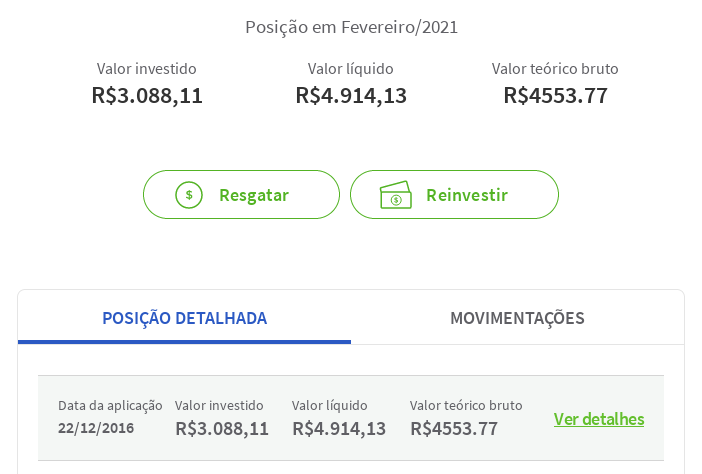 Posição em Fevereiro/2021
Valor investido Valor líquido Valor teórico bruto
R$3.088,11 R$4.914,13 R$4553.77
$ Resgatar $ Reinvestir
POSIÇÃO DETALHADA MOVIMENTAÇÕES
Data da aplicação Valor investido Valor líquido Valor teórico bruto
22/12/2016 R$3.088,11 R$4.914,13 R$4553.77 Ver detalhes